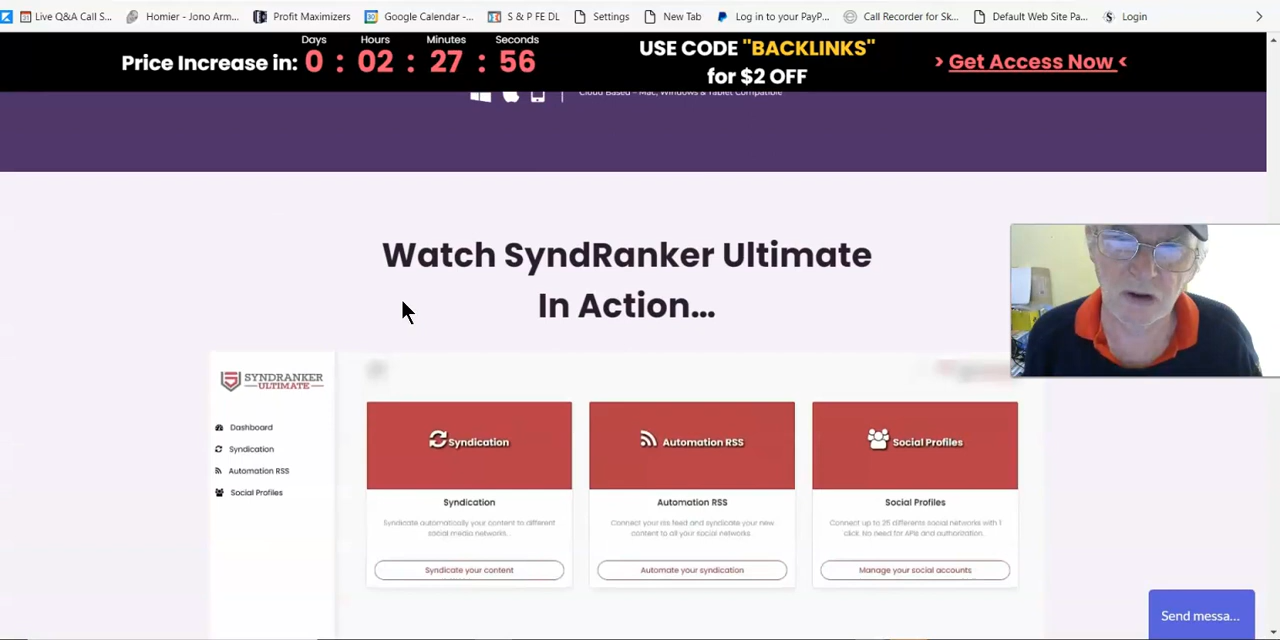 Live Q&A Call S...
Homier - Jono Arm...
Profit Maximizers
Google Calendar -...
S & P FE DL
Settings
New Tab
Log in to your PayP...
Call Recorder for Sk...
Default Web Site Pa...
Login
Price Increase in:
Days Hours Minutes Seconds
0 : 02 : 27 : 56
USE CODE "BACKLINKS"
for $2 OFF
> Get Access Now <
Cloud Based – Mac, Windows & Tablet Compatible
Watch SyndRanker Ultimate
In Action...
SYNDRANKER
ULTIMATE
Dashboard
Syndication
Automation RSS
Social Profiles
Syndication
Syndication
Syndicate automatically your content to different
social media networks...
Syndicate your content
Automation RSS
Automation RSS
Connect your rss feed and syndicate your new
content to all your social networks.
Automate your syndication
Social Profiles
Social Profiles
Connect up to 25 differents social networks with 1
click. No need for APIs and authorization.
Manage your social accounts
Send messa...